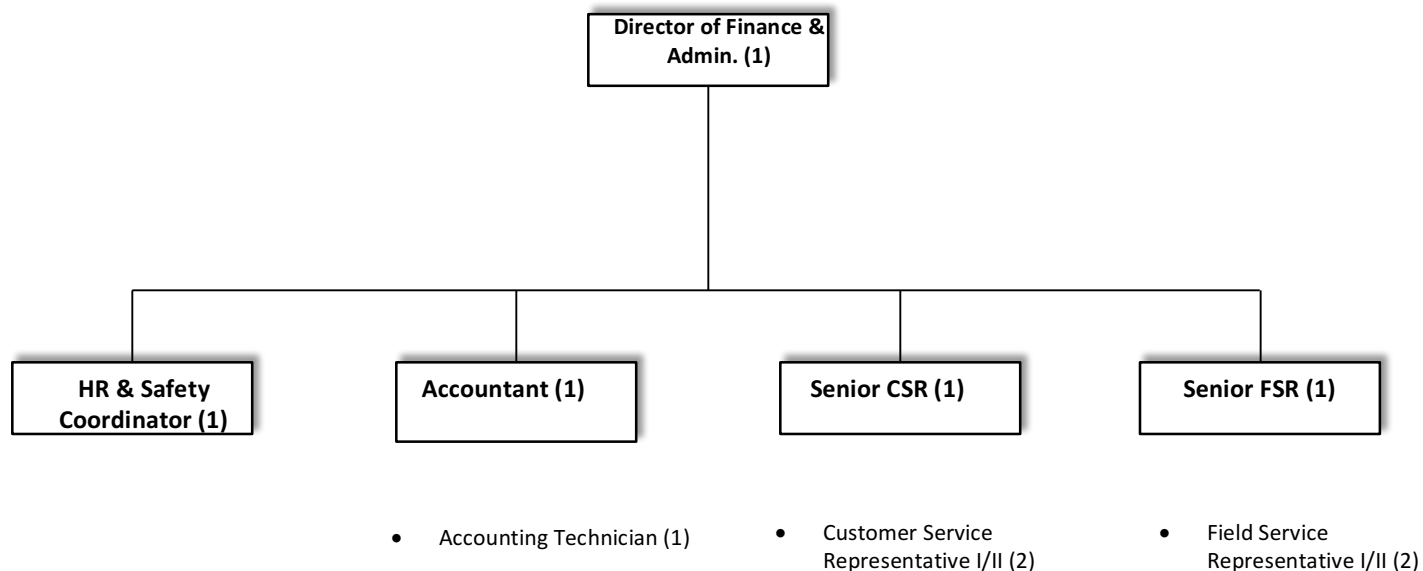 Director of Finance &
Admin. (1)
HR & Safety
Coordinator (1)
Accountant (1)
Senior CSR (1)
Senior FSR (1)
• Accounting Technician (1)
• Customer Service
Representative I/II (2)
• Field Service
Representative I/II (2)